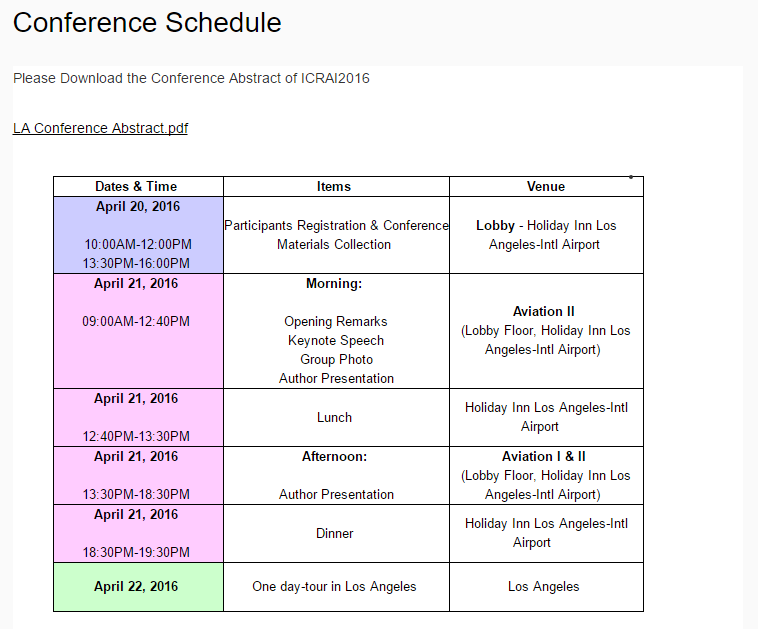 Conference Schedule
Please Download the Conference Abstract of ICRAI2016
LA Conference Abstract.pdf
Dates & Time
Items
Venue
April 20, 2016
10:00AM-12:00PM
13:30PM-16:00PM
Participants Registration & Conference
Materials Collection
Lobby - Holiday Inn Los
Angeles-Intl Airport
April 21, 2016
09:00AM-12:40PM
Morning:
Opening Remarks
Keynote Speech
Group Photo
Author Presentation
Aviation II
(Lobby Floor, Holiday Inn Los
Angeles-Intl Airport)
April 21, 2016
12:40PM-13:30PM
Lunch
Holiday Inn Los Angeles-Intl
Airport
April 21, 2016
13:30PM-18:30PM
Afternoon:
Author Presentation
Aviation I & II
(Lobby Floor, Holiday Inn Los
Angeles-Intl Airport)
April 21, 2016
18:30PM-19:30PM
Dinner
Holiday Inn Los Angeles-Intl
Airport
April 22, 2016
One day-tour in Los Angeles
Los Angeles